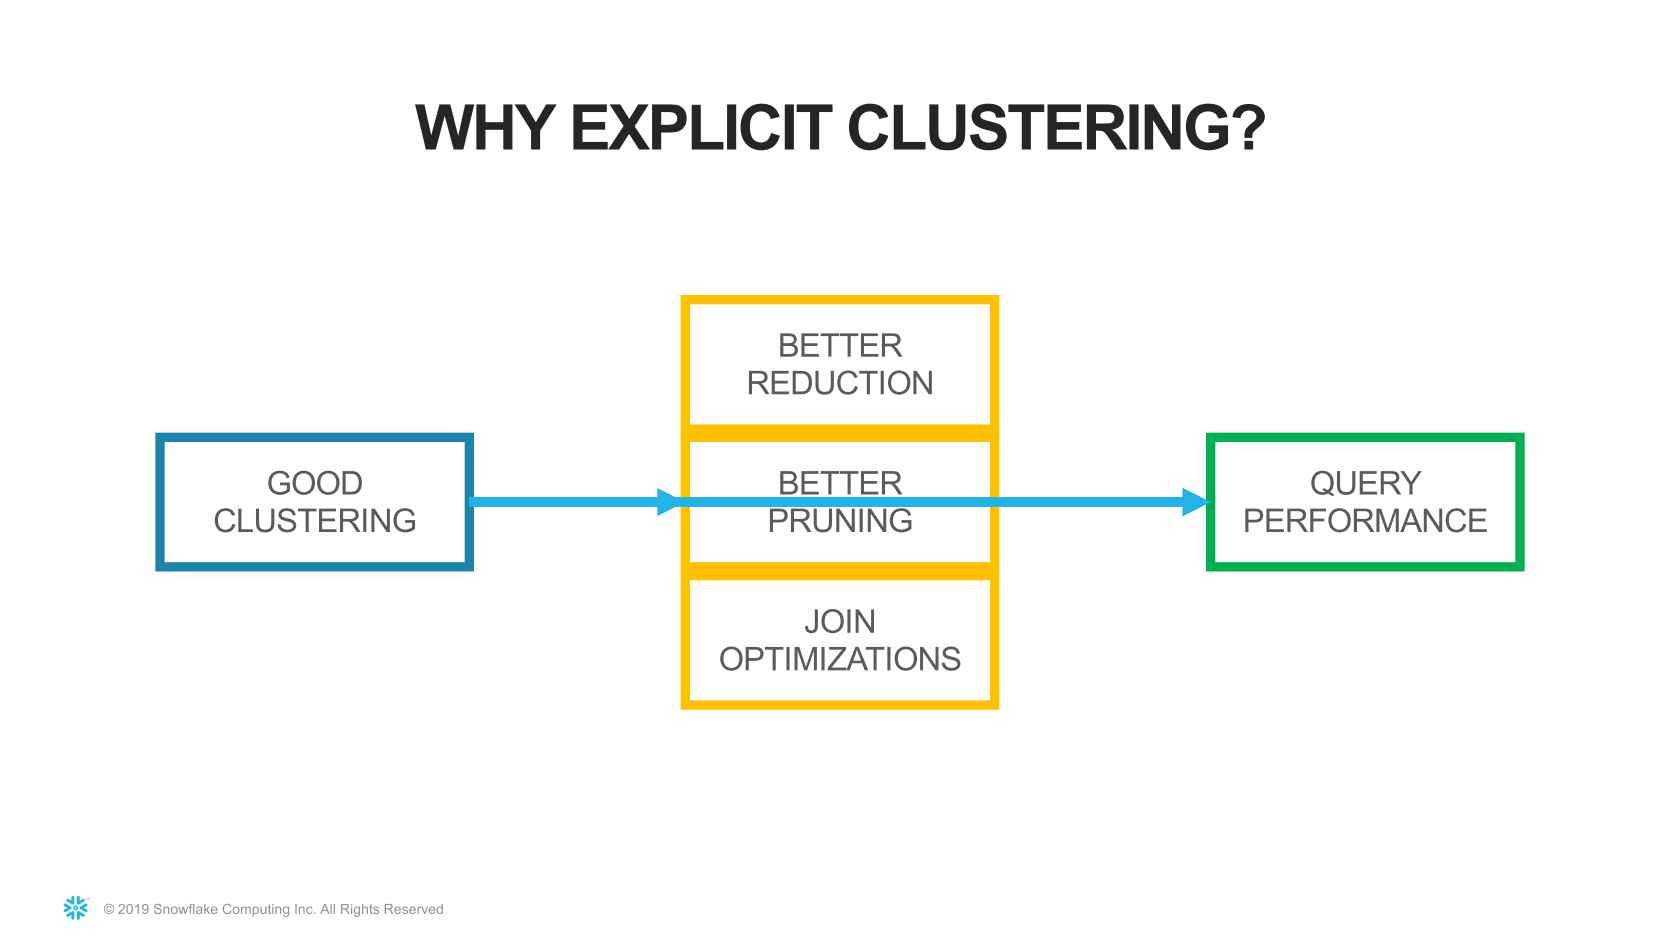 WHY EXPLICIT CLUSTERING?
BETTER
REDUCTION
GOOD
CLUSTERING
BETTER
PRUNING
QUERY
PERFORMANCE
JOIN
OPTIMIZATIONS
© 2019 Snowflake Computing Inc. All Rights Reserved